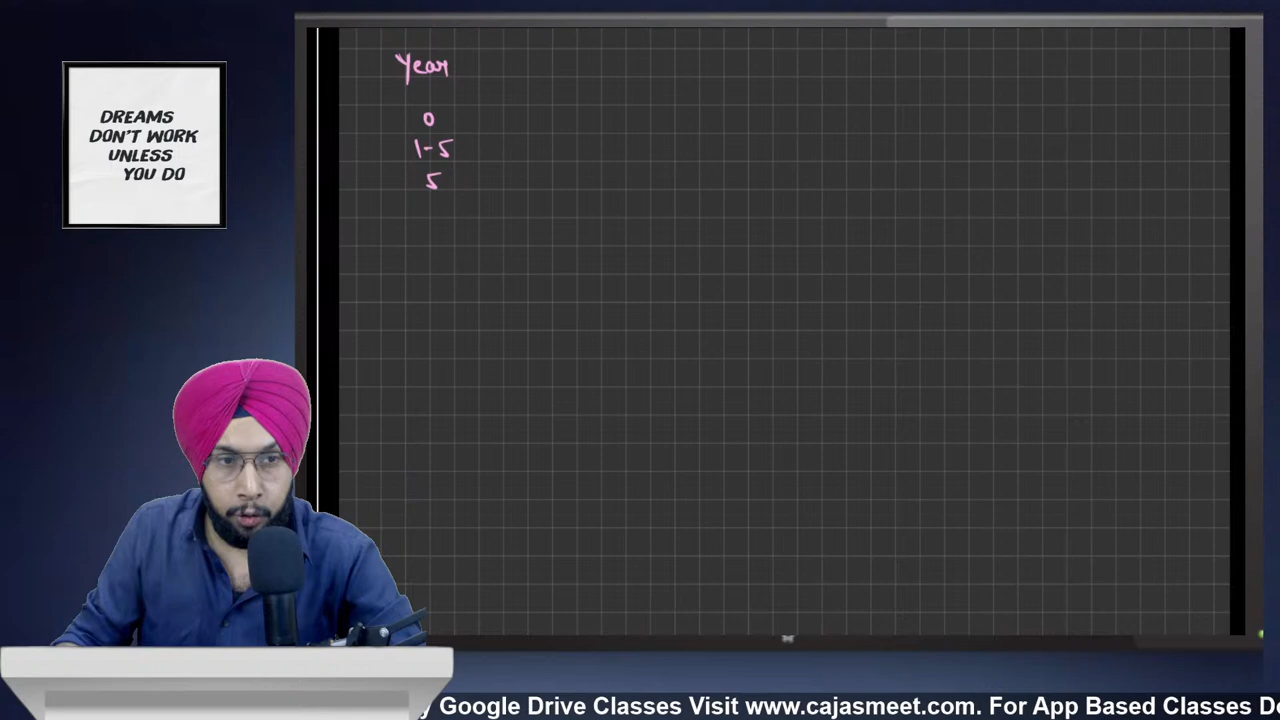 DREAMS
DON'T WORK
UNLESS
YOU DO
Year
0
1-5
5
Google Drive Classes Visit www.cajasmeet.com. For App Based Classes